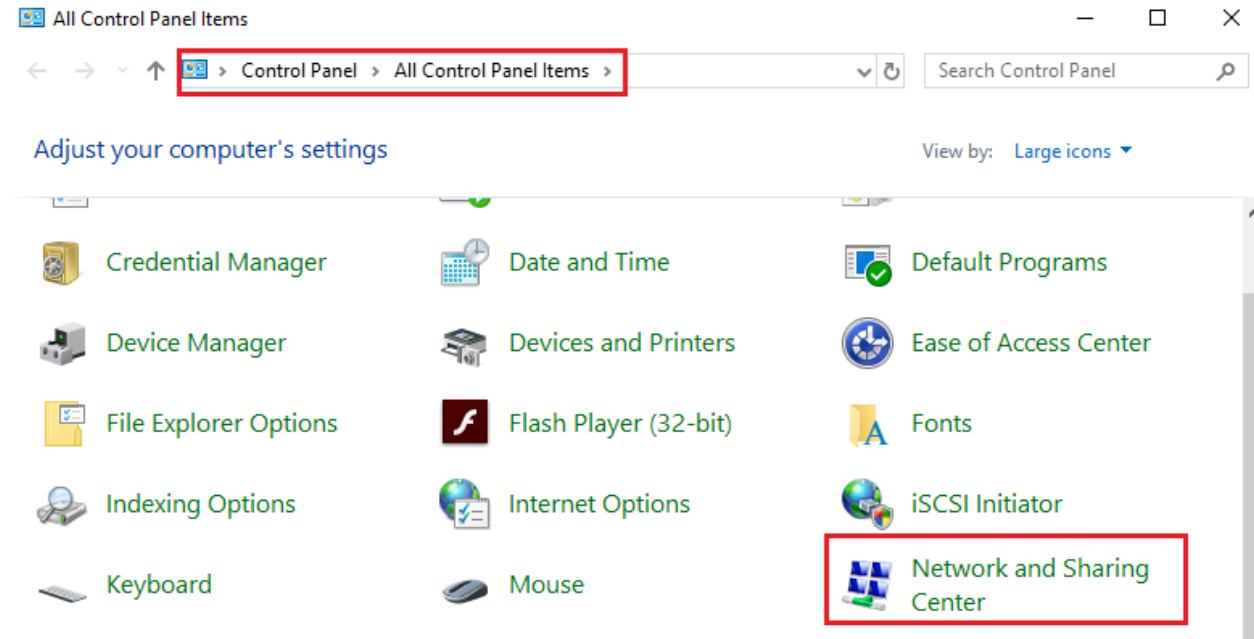 All Control Panel Items
Control Panel > All Control Panel Items >
Search Control Panel
Adjust your computer's settings
View by: Large icons
Credential Manager
Date and Time
Default Programs
Device Manager
Devices and Printers
Ease of Access Center
File Explorer Options
Flash Player (32-bit)
Fonts
Indexing Options
Internet Options
iSCSI Initiator
Keyboard
Mouse
Network and Sharing
Center